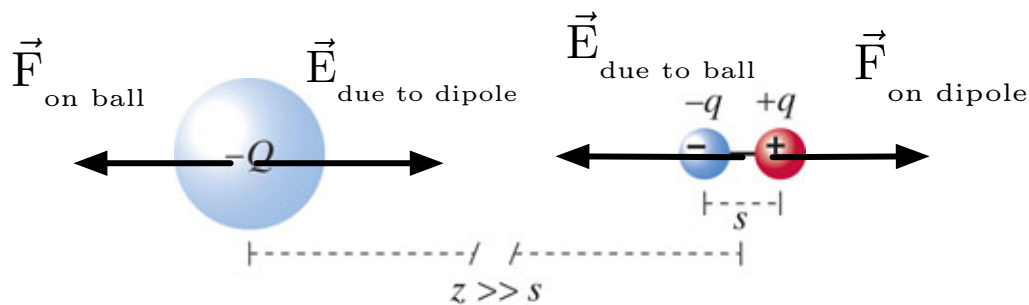 F⃗ on ball
E⃗ due to dipole
E⃗ due to ball
F⃗ on dipole
–q +q
–Q
- +
s
z >> s